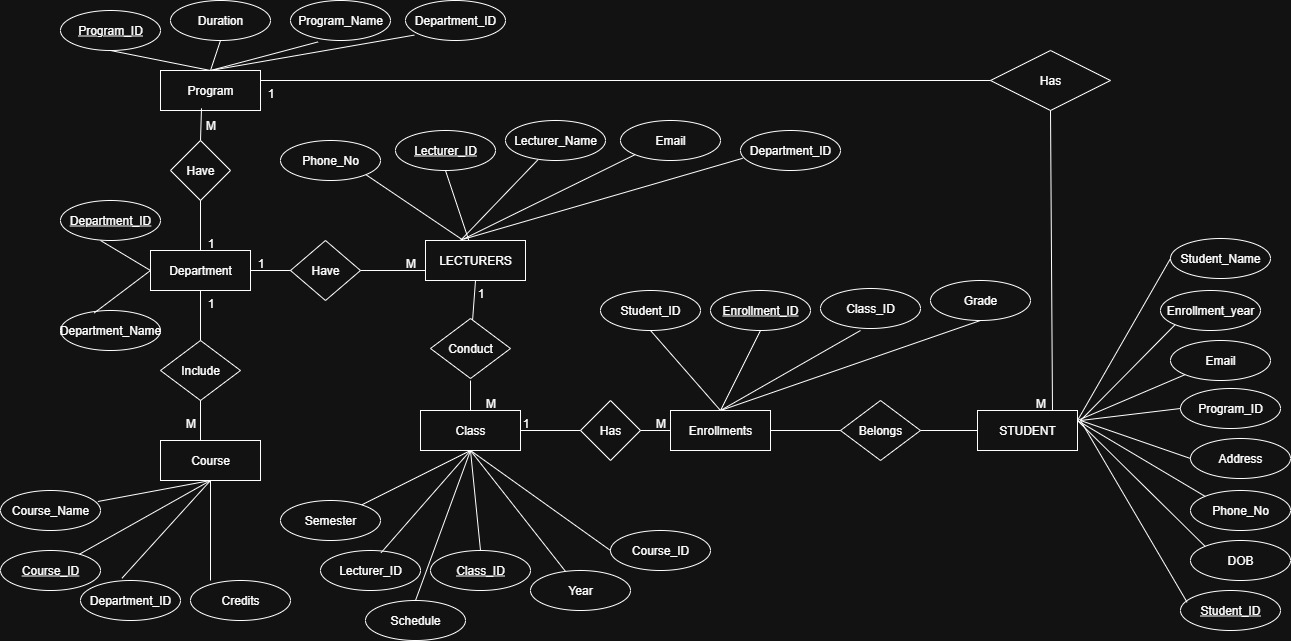 Program_ID
Duration
Program_Name
Department_ID
Program
1
Has
M
Have
1
Phone_No
Lecturer_ID
Lecturer_Name
Email
Department_ID
Department_ID
Department
1
Have
M
LECTURERS
Department_Name
1
Include
M
Course
Course_Name
Course_ID
Department_ID
Credits
1
Conduct
M
Class
1
Has
M
Enrollments
Student_ID
Enrollment_ID
Class_ID
Grade
Belongs
M
STUDENT
Student_Name
Enrollment_year
Email
Program_ID
Address
Phone_No
DOB
Student_ID
Semester
Lecturer_ID
Schedule
Class_ID
Year
Course_ID